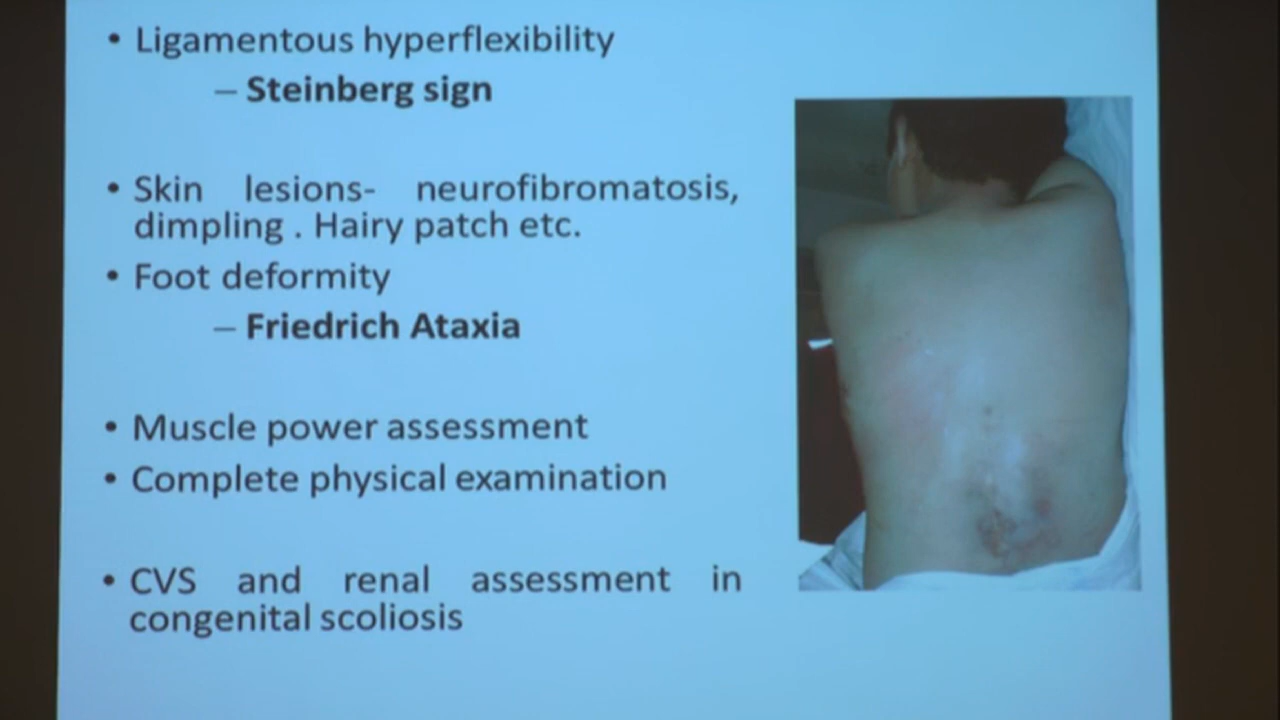 • Ligamentous hyperflexibility
– Steinberg sign
• Skin lesions- neurofibromatosis,
dimpling . Hairy patch etc.
• Foot deformity
– Friedrich Ataxia
• Muscle power assessment
• Complete physical examination
• CVS and renal assessment in
congenital scoliosis